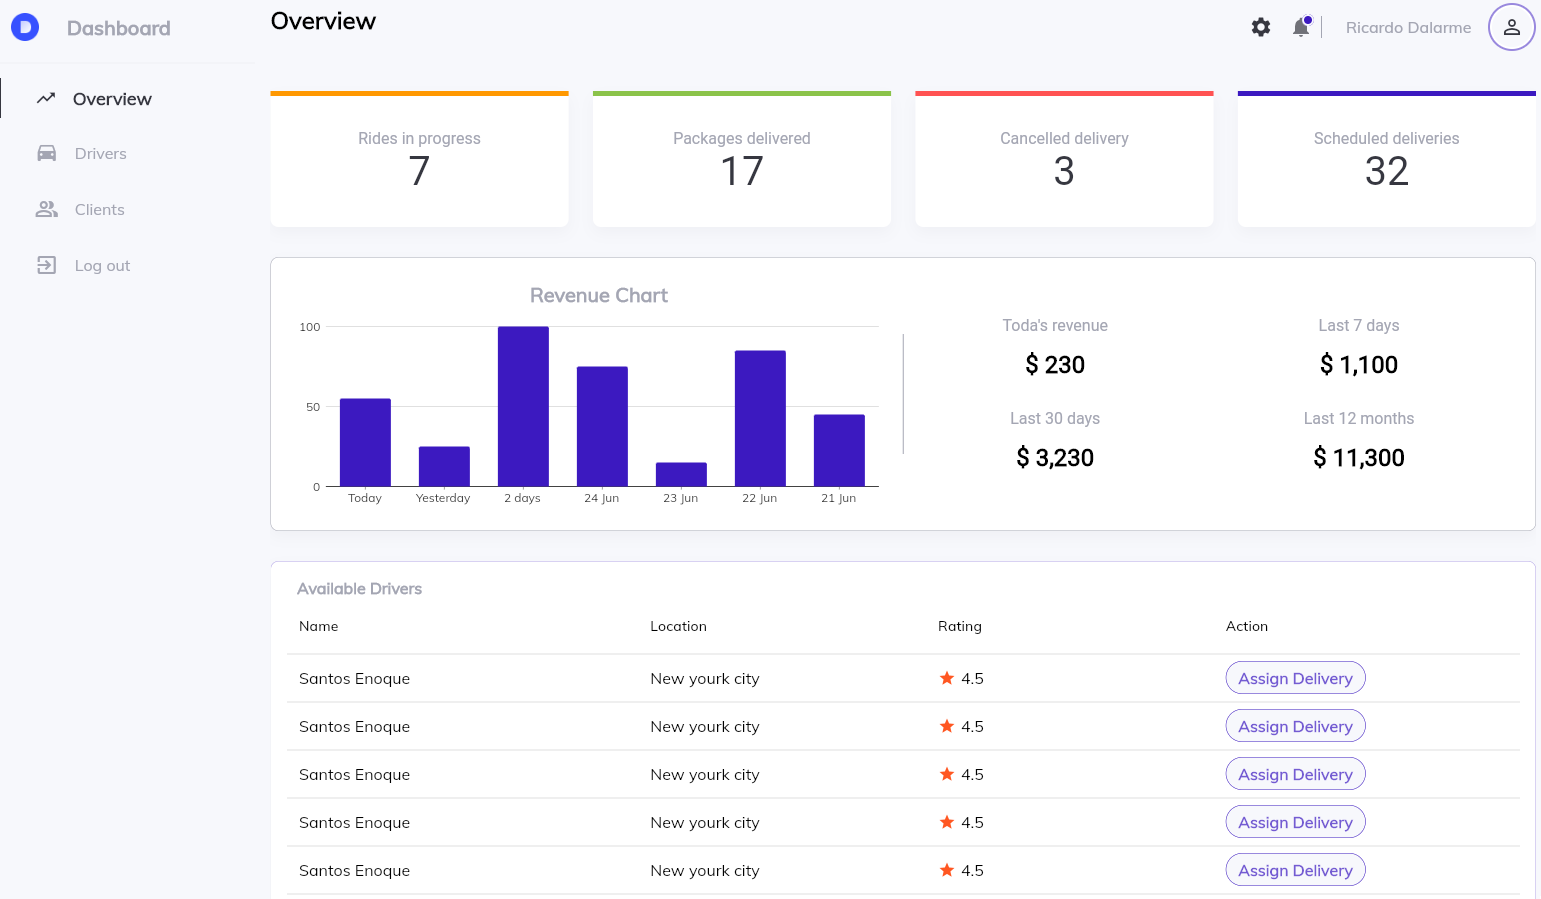 D Dashboard
Overview
Ricardo Dalarme
Overview
Drivers
Clients
Log out
Rides in progress
7
Packages delivered
17
Cancelled delivery
3
Scheduled deliveries
32
Revenue Chart
100
50
0
Today Yesterday 2 days 24 Jun 23 Jun 22 Jun 21 Jun
Toda's revenue
$ 230
Last 7 days
$ 1,100
Last 30 days
$ 3,230
Last 12 months
$ 11,300
Available Drivers
Name Location Rating Action
Santos Enoque New yourk city 4.5 Assign Delivery
Santos Enoque New yourk city 4.5 Assign Delivery
Santos Enoque New yourk city 4.5 Assign Delivery
Santos Enoque New yourk city 4.5 Assign Delivery
Santos Enoque New yourk city 4.5 Assign Delivery